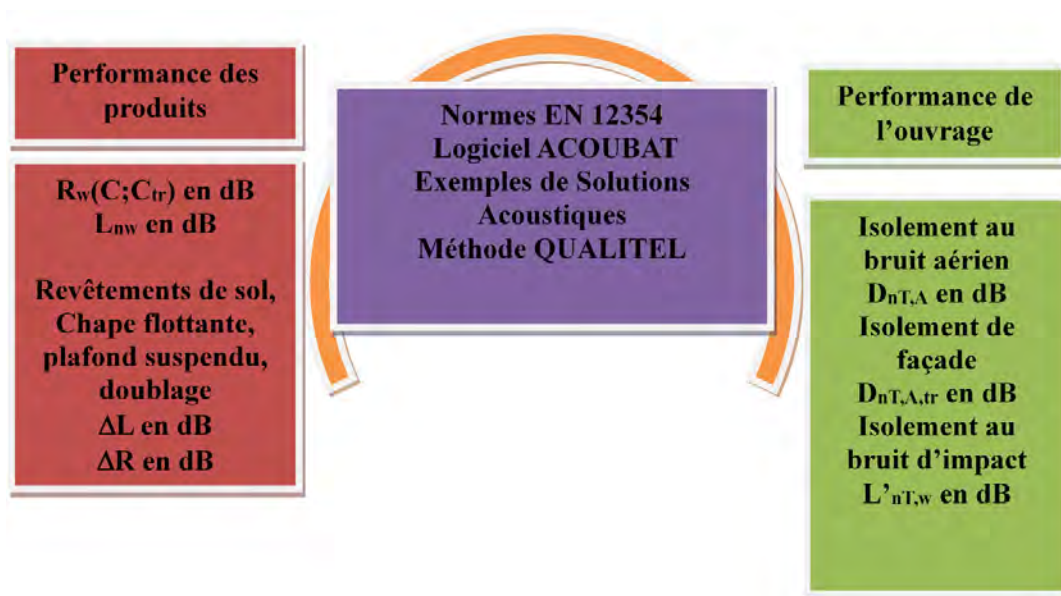 Performance des
produits
Rw(C;Ctr) en dB
Lnw en dB
Revêtements de sol,
Chape flottante,
plafond suspendu,
doublage
ΔL en dB
ΔR en dB
Normes EN 12354
Logiciel ACOUBAT
Exemples de Solutions
Acoustiques
Méthode QUALITEL
Performance de
l’ouvrage
Isolement au
bruit aérien
DnT,A en dB
Isolement de
façade
DnT,A,tr en dB
Isolement au
bruit d’impact
L’nT,w en dB